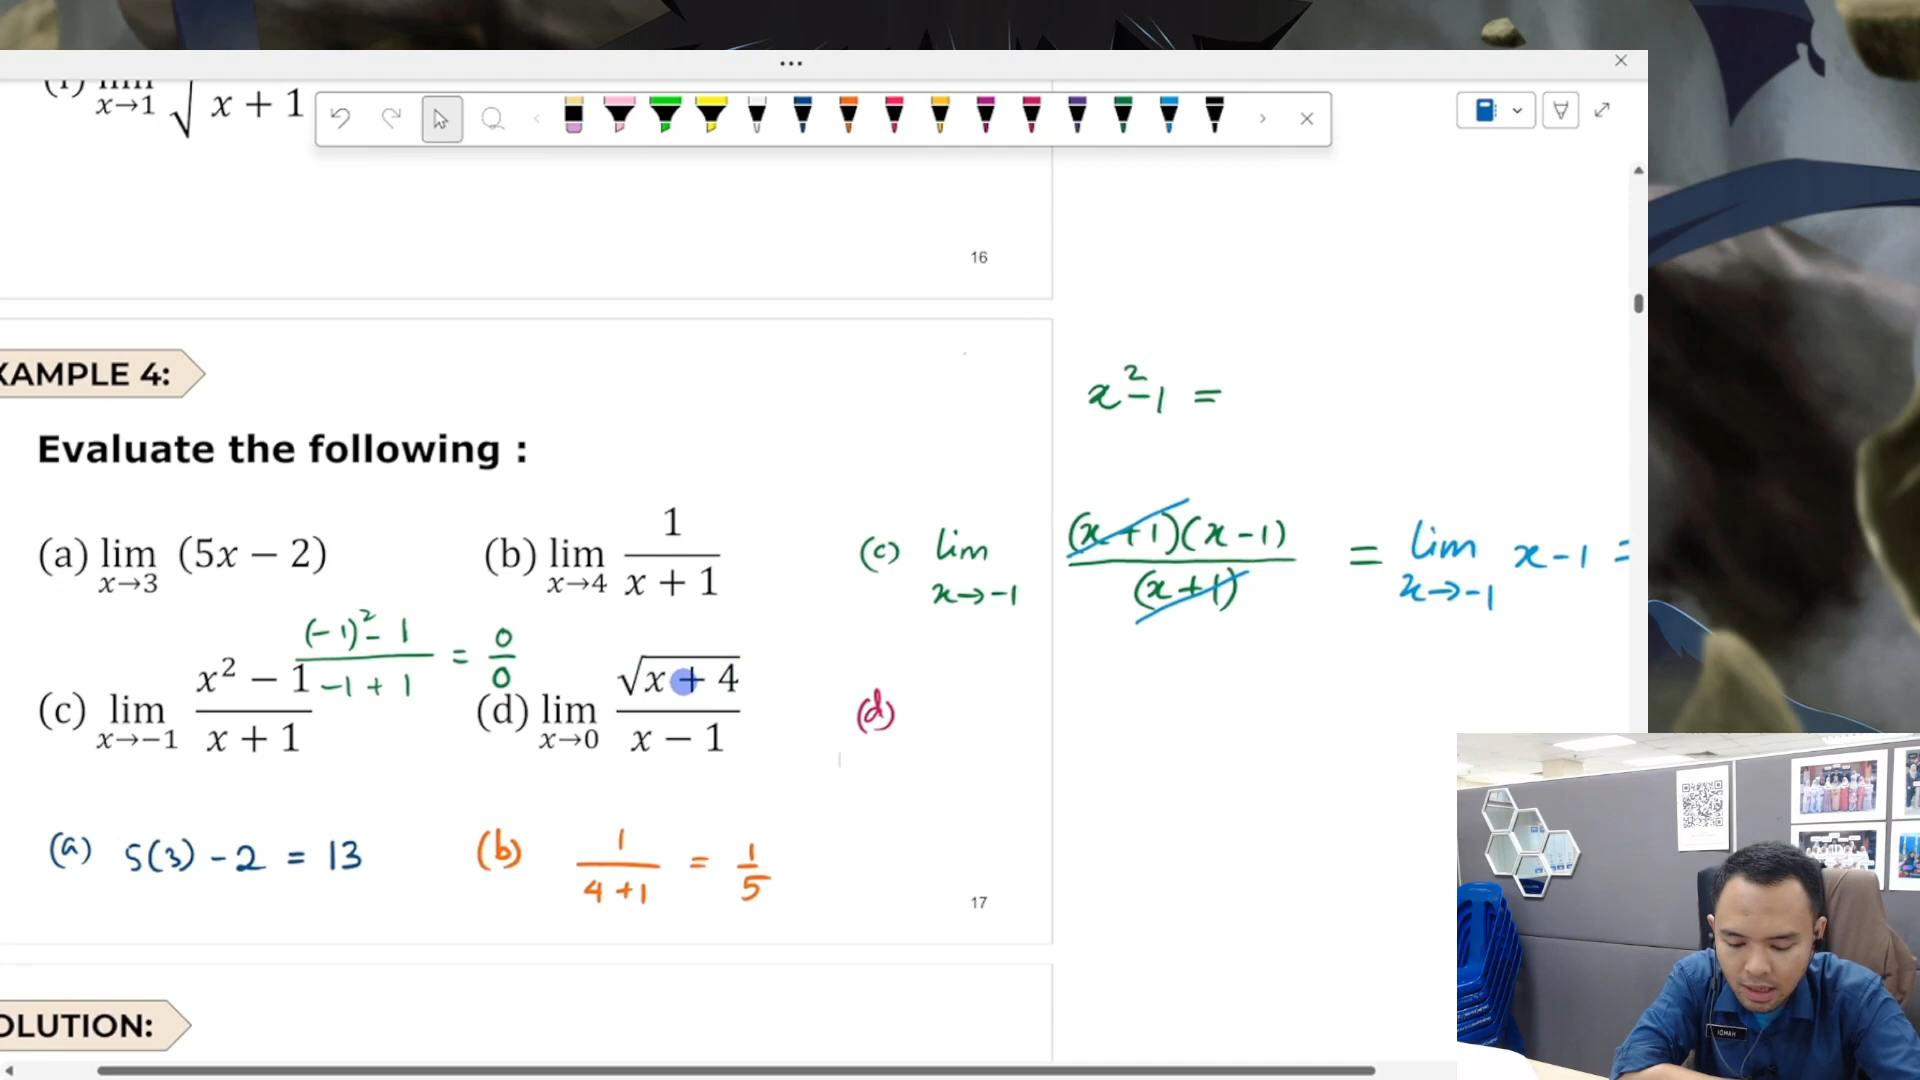 lim x→1 √ x + 1
16
XAMPLE 4:
x² - 1 =
Evaluate the following :
(a) lim x→3 (5x − 2)
(b) lim x→4 1/(x + 1)
(c) lim x→-1 (x+1)(x-1)/(x+1) = lim x→-1 x-1 =
(-1)² - 1 / -1 + 1 = 0/0
(c) lim x→−1 (x² − 1)/(x + 1)
(d) lim x→0 √(x + 4)/(x − 1)
(d)
(a) 5(3) - 2 = 13
(b) 1/(4+1) = 1/5
17
OLUTION: